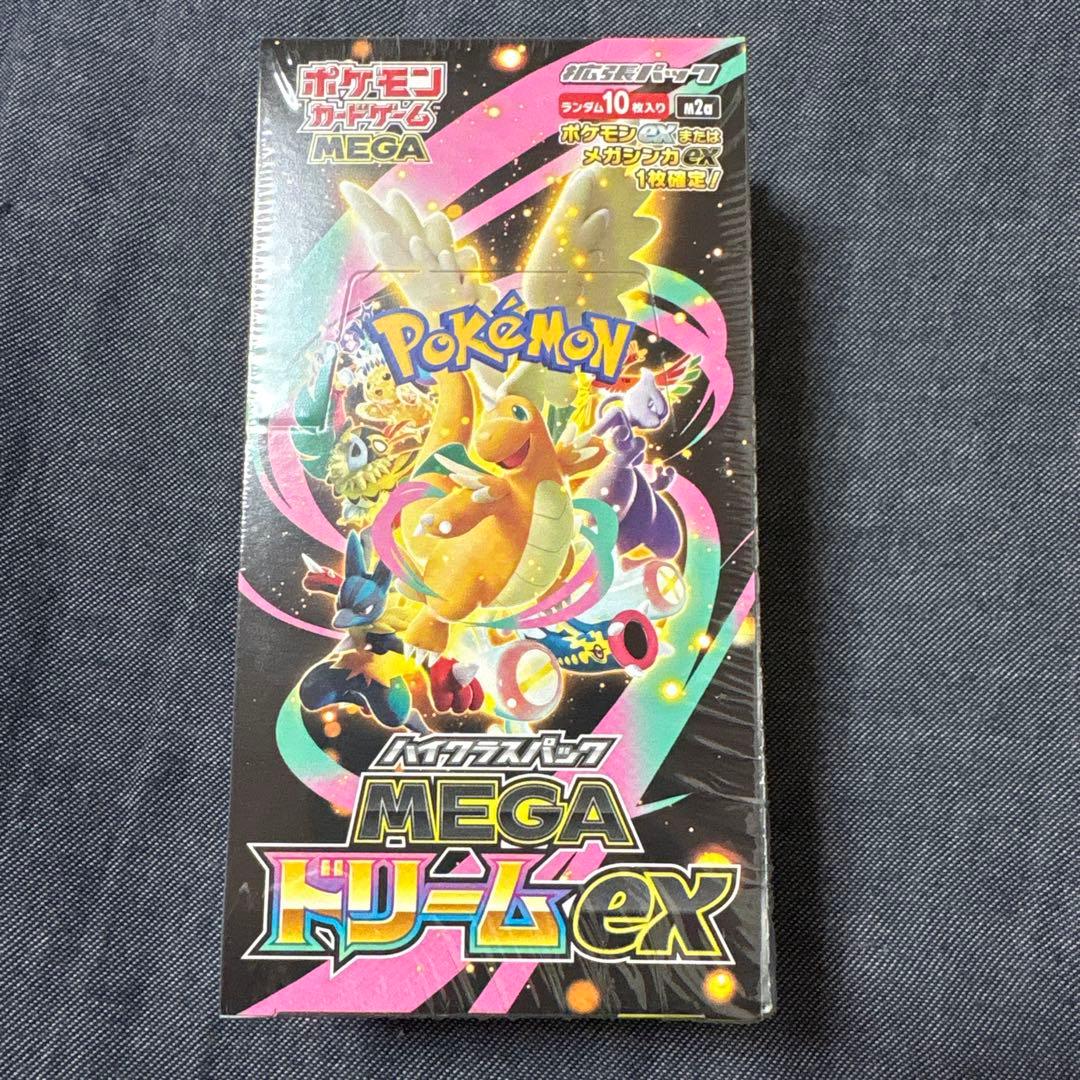 ポケモン
カードゲーム
MEGA
拡張パック
ランダム10枚入り M2a
ポケモンexまたは
メガシンカex
1枚確定!
POKéMON
ハイクラスパック
MEGA
ドリームex